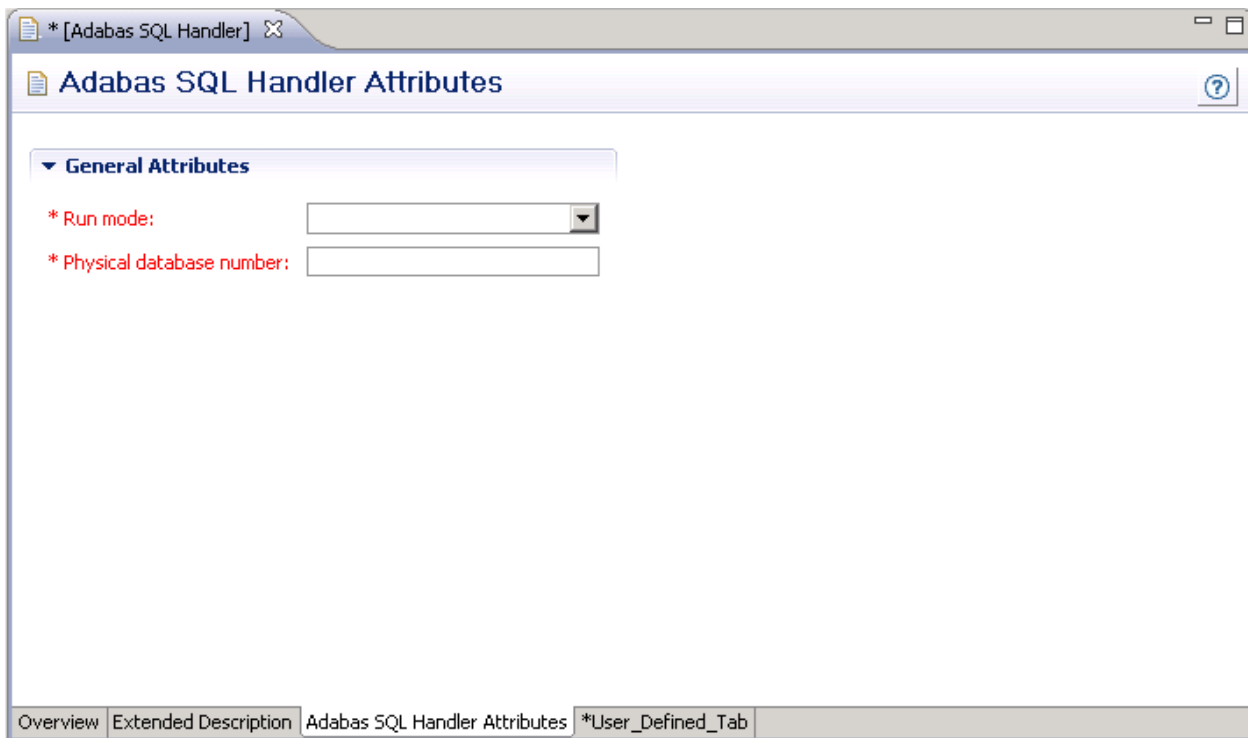 * [Adabas SQL Handler]
Adabas SQL Handler Attributes
General Attributes
* Run mode:
* Physical database number:
Overview Extended Description Adabas SQL Handler Attributes *User_Defined_Tab